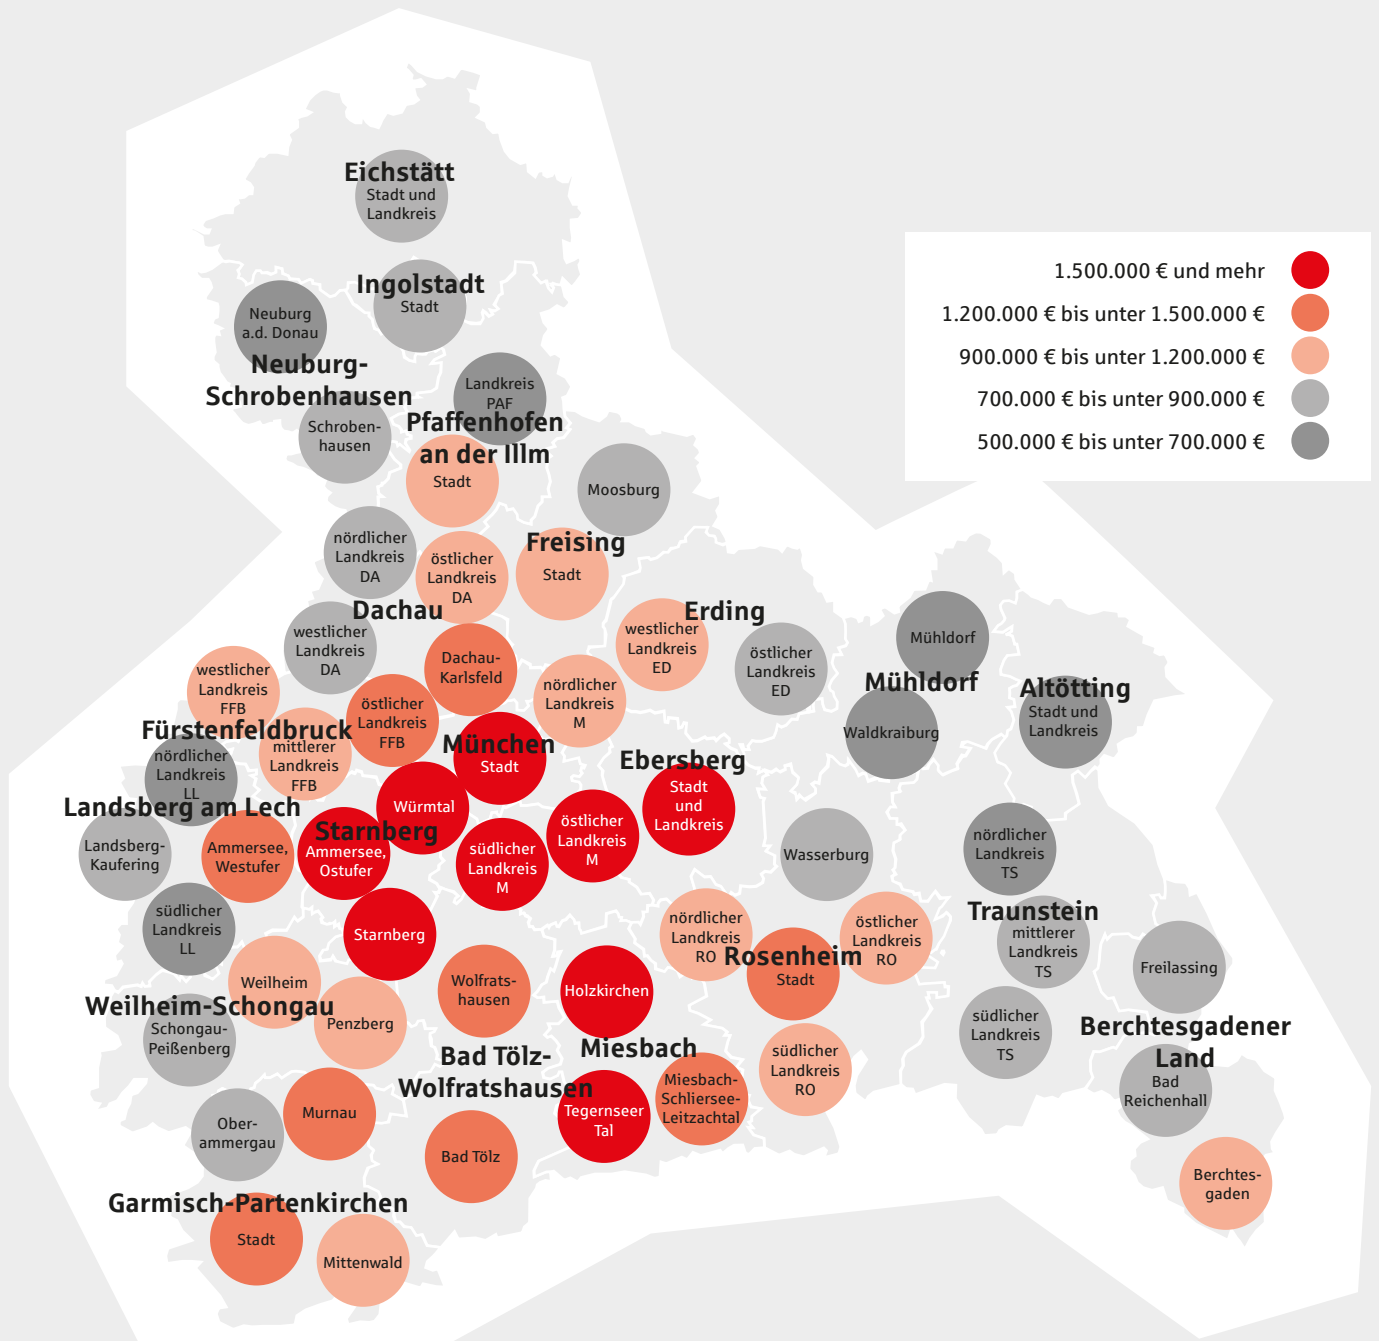 Eichstätt
Stadt und
Landkreis
Ingolstadt
Stadt
Neuburg
a.d. Donau
Neuburg-
Schrobenhausen
Schroben-
hausen
Landkreis
PAF
Pfaffenhofen
an der Illm
Stadt
1.500.000 € und mehr
1.200.000 € bis unter 1.500.000 €
900.000 € bis unter 1.200.000 €
700.000 € bis unter 900.000 €
500.000 € bis unter 700.000 €
Moosburg
Freising
Stadt
nördlicher
Landkreis
DA
östlicher
Landkreis
DA
Dachau
westlicher
Landkreis
DA
Dachau-
Karlsfeld
Erding
westlicher
Landkreis
ED
östlicher
Landkreis
ED
Mühldorf
Mühldorf
Waldkraiburg
Altötting
Stadt und
Landkreis
westlicher
Landkreis
FFB
Fürstenfeldbruck
mittlerer
Landkreis
FFB
östlicher
Landkreis
FFB
nördlicher
Landkreis
M
München
Stadt
Würmtal
südlicher
Landkreis
M
östlicher
Landkreis
M
Ebersberg
Stadt
und
Landkreis
nördlicher
Landkreis
LL
Landsberg am Lech
Landsberg-
Kaufering
Ammersee,
Westufer
südlicher
Landkreis
LL
Starnberg
Ammersee,
Ostufer
Starnberg
Wasserburg
nördlicher
Landkreis
RO
Rosenheim
Stadt
östlicher
Landkreis
RO
südlicher
Landkreis
RO
nördlicher
Landkreis
TS
Traunstein
mittlerer
Landkreis
TS
südlicher
Landkreis
TS
Freilassing
Berchtesgadener
Land
Bad
Reichenhall
Berchtes-
gaden
Weilheim
Weilheim-Schongau
Schongau-
Peißenberg
Penzberg
Wolfrats-
hausen
Bad Tölz-
Wolfratshausen
Bad Tölz
Holzkirchen
Miesbach
Tegernseer
Tal
Miesbach-
Schliersee-
Leitzachtal
Murnau
Ober-
ammergau
Garmisch-Partenkirchen
Stadt
Mittenwald